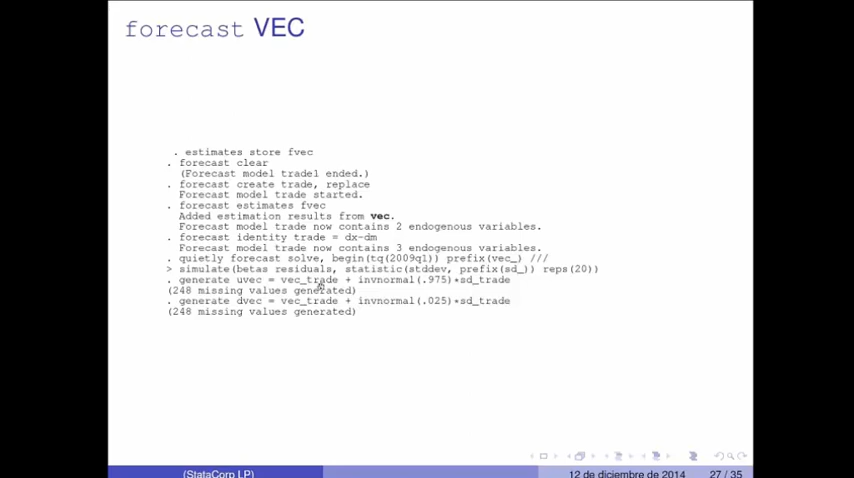 forecast VEC
. estimates store fvec
. forecast clear
(Forecast model trade1 ended.)
. forecast create trade, replace
Forecast model trade started.
. forecast estimates fvec
Added estimation results from vec.
Forecast model trade now contains 2 endogenous variables.
. forecast identity trade = dx-dm
Forecast model trade now contains 3 endogenous variables.
. quietly forecast solve, begin(tq(2009q1)) prefix(vec_) ///
> simulate(betas residuals, statistic(stddev, prefix(sd_)) reps(20))
. generate uvec = vec_trade + invnormal(.975)*sd_trade
(248 missing values generated)
. generate dvec = vec_trade + invnormal(.025)*sd_trade
(248 missing values generated)
(StataCorp LP)
12 de diciembre de 2014
27 / 35